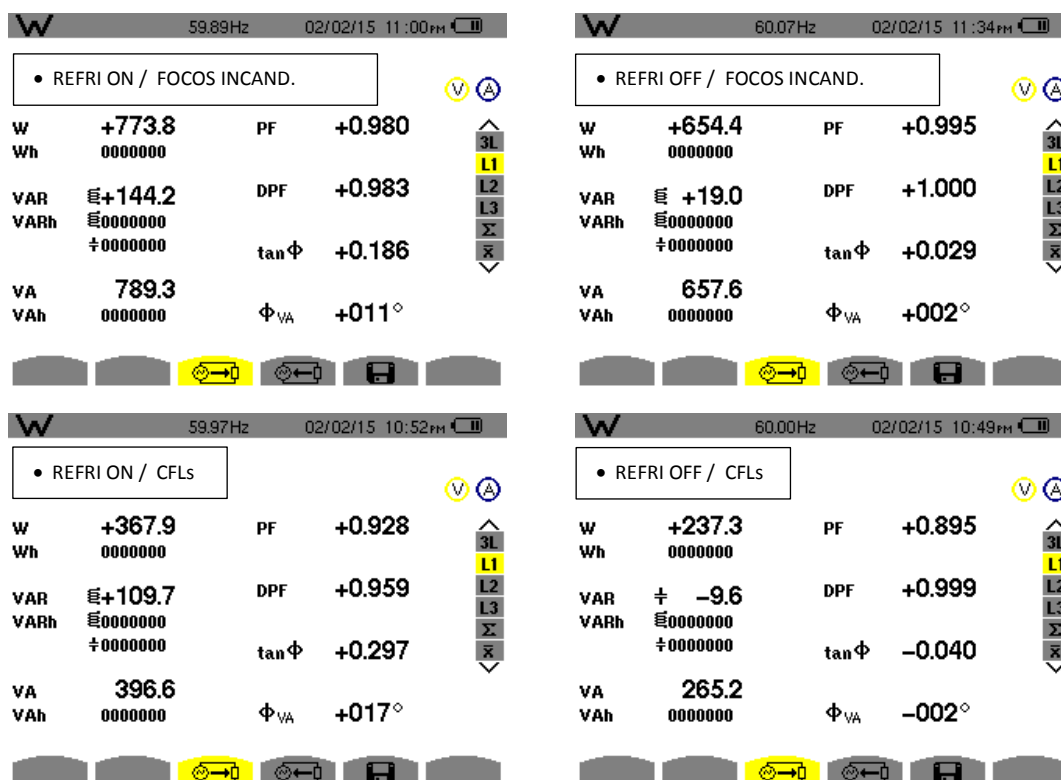 W 59.89Hz 02/02/15 11:00PM
• REFRI ON / FOCOS INCAND.
V A
W +773.8 PF +0.980
Wh 0000000
VAR +144.2 DPF +0.983
VARh 0000000
0000000 tanΦ +0.186
VA 789.3
VAh 0000000 ΦVA +011°
3L
L1
L2
L3
Σ
x̄
W 60.07Hz 02/02/15 11:34PM
• REFRI OFF / FOCOS INCAND.
V A
W +654.4 PF +0.995
Wh 0000000
VAR +19.0 DPF +1.000
VARh 0000000
0000000 tanΦ +0.029
VA 657.6
VAh 0000000 ΦVA +002°
3L
L1
L2
L3
Σ
x̄
W 59.97Hz 02/02/15 10:52PM
• REFRI ON / CFLs
V A
W +367.9 PF +0.928
Wh 0000000
VAR +109.7 DPF +0.959
VARh 0000000
0000000 tanΦ +0.297
VA 396.6
VAh 0000000 ΦVA +017°
3L
L1
L2
L3
Σ
x̄
W 60.00Hz 02/02/15 10:49PM
• REFRI OFF / CFLs
V A
W +237.3 PF +0.895
Wh 0000000
VAR −9.6 DPF +0.999
VARh 0000000
0000000 tanΦ −0.040
VA 265.2
VAh 0000000 ΦVA −002°
3L
L1
L2
L3
Σ
x̄